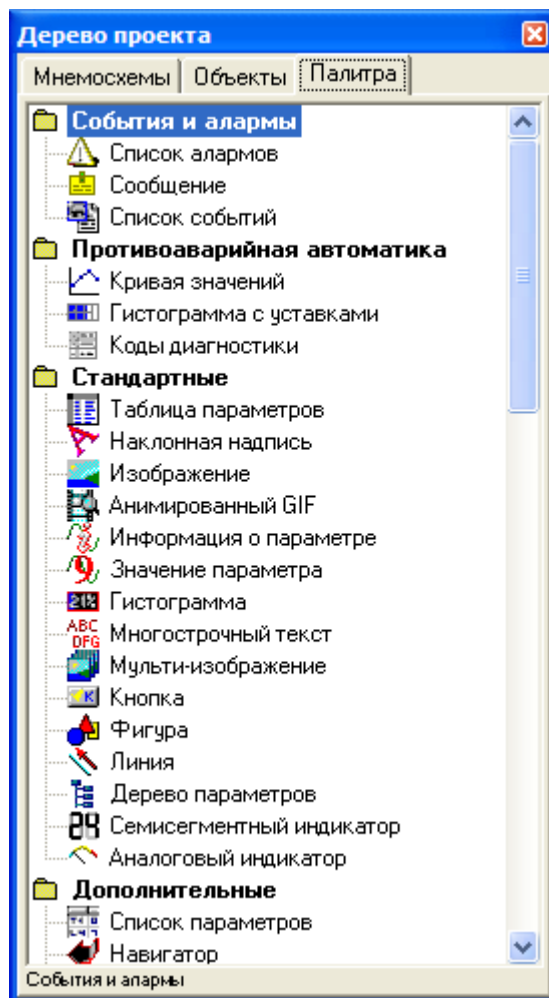 Дерево проекта
Мнемосхемы Объекты Палитра
События и алармы
Список алармов
Сообщение
Список событий
Противоаварийная автоматика
Кривая значений
Гистограмма с уставками
Коды диагностики
Стандартные
Таблица параметров
Наклонная надпись
Изображение
Анимированный GIF
Информация о параметре
Значение параметра
Гистограмма
Многострочный текст
Мульти-изображение
Кнопка
Фигура
Линия
Дерево параметров
Семисегментный индикатор
Аналоговый индикатор
Дополнительные
Список параметров
Навигатор
События и алармы